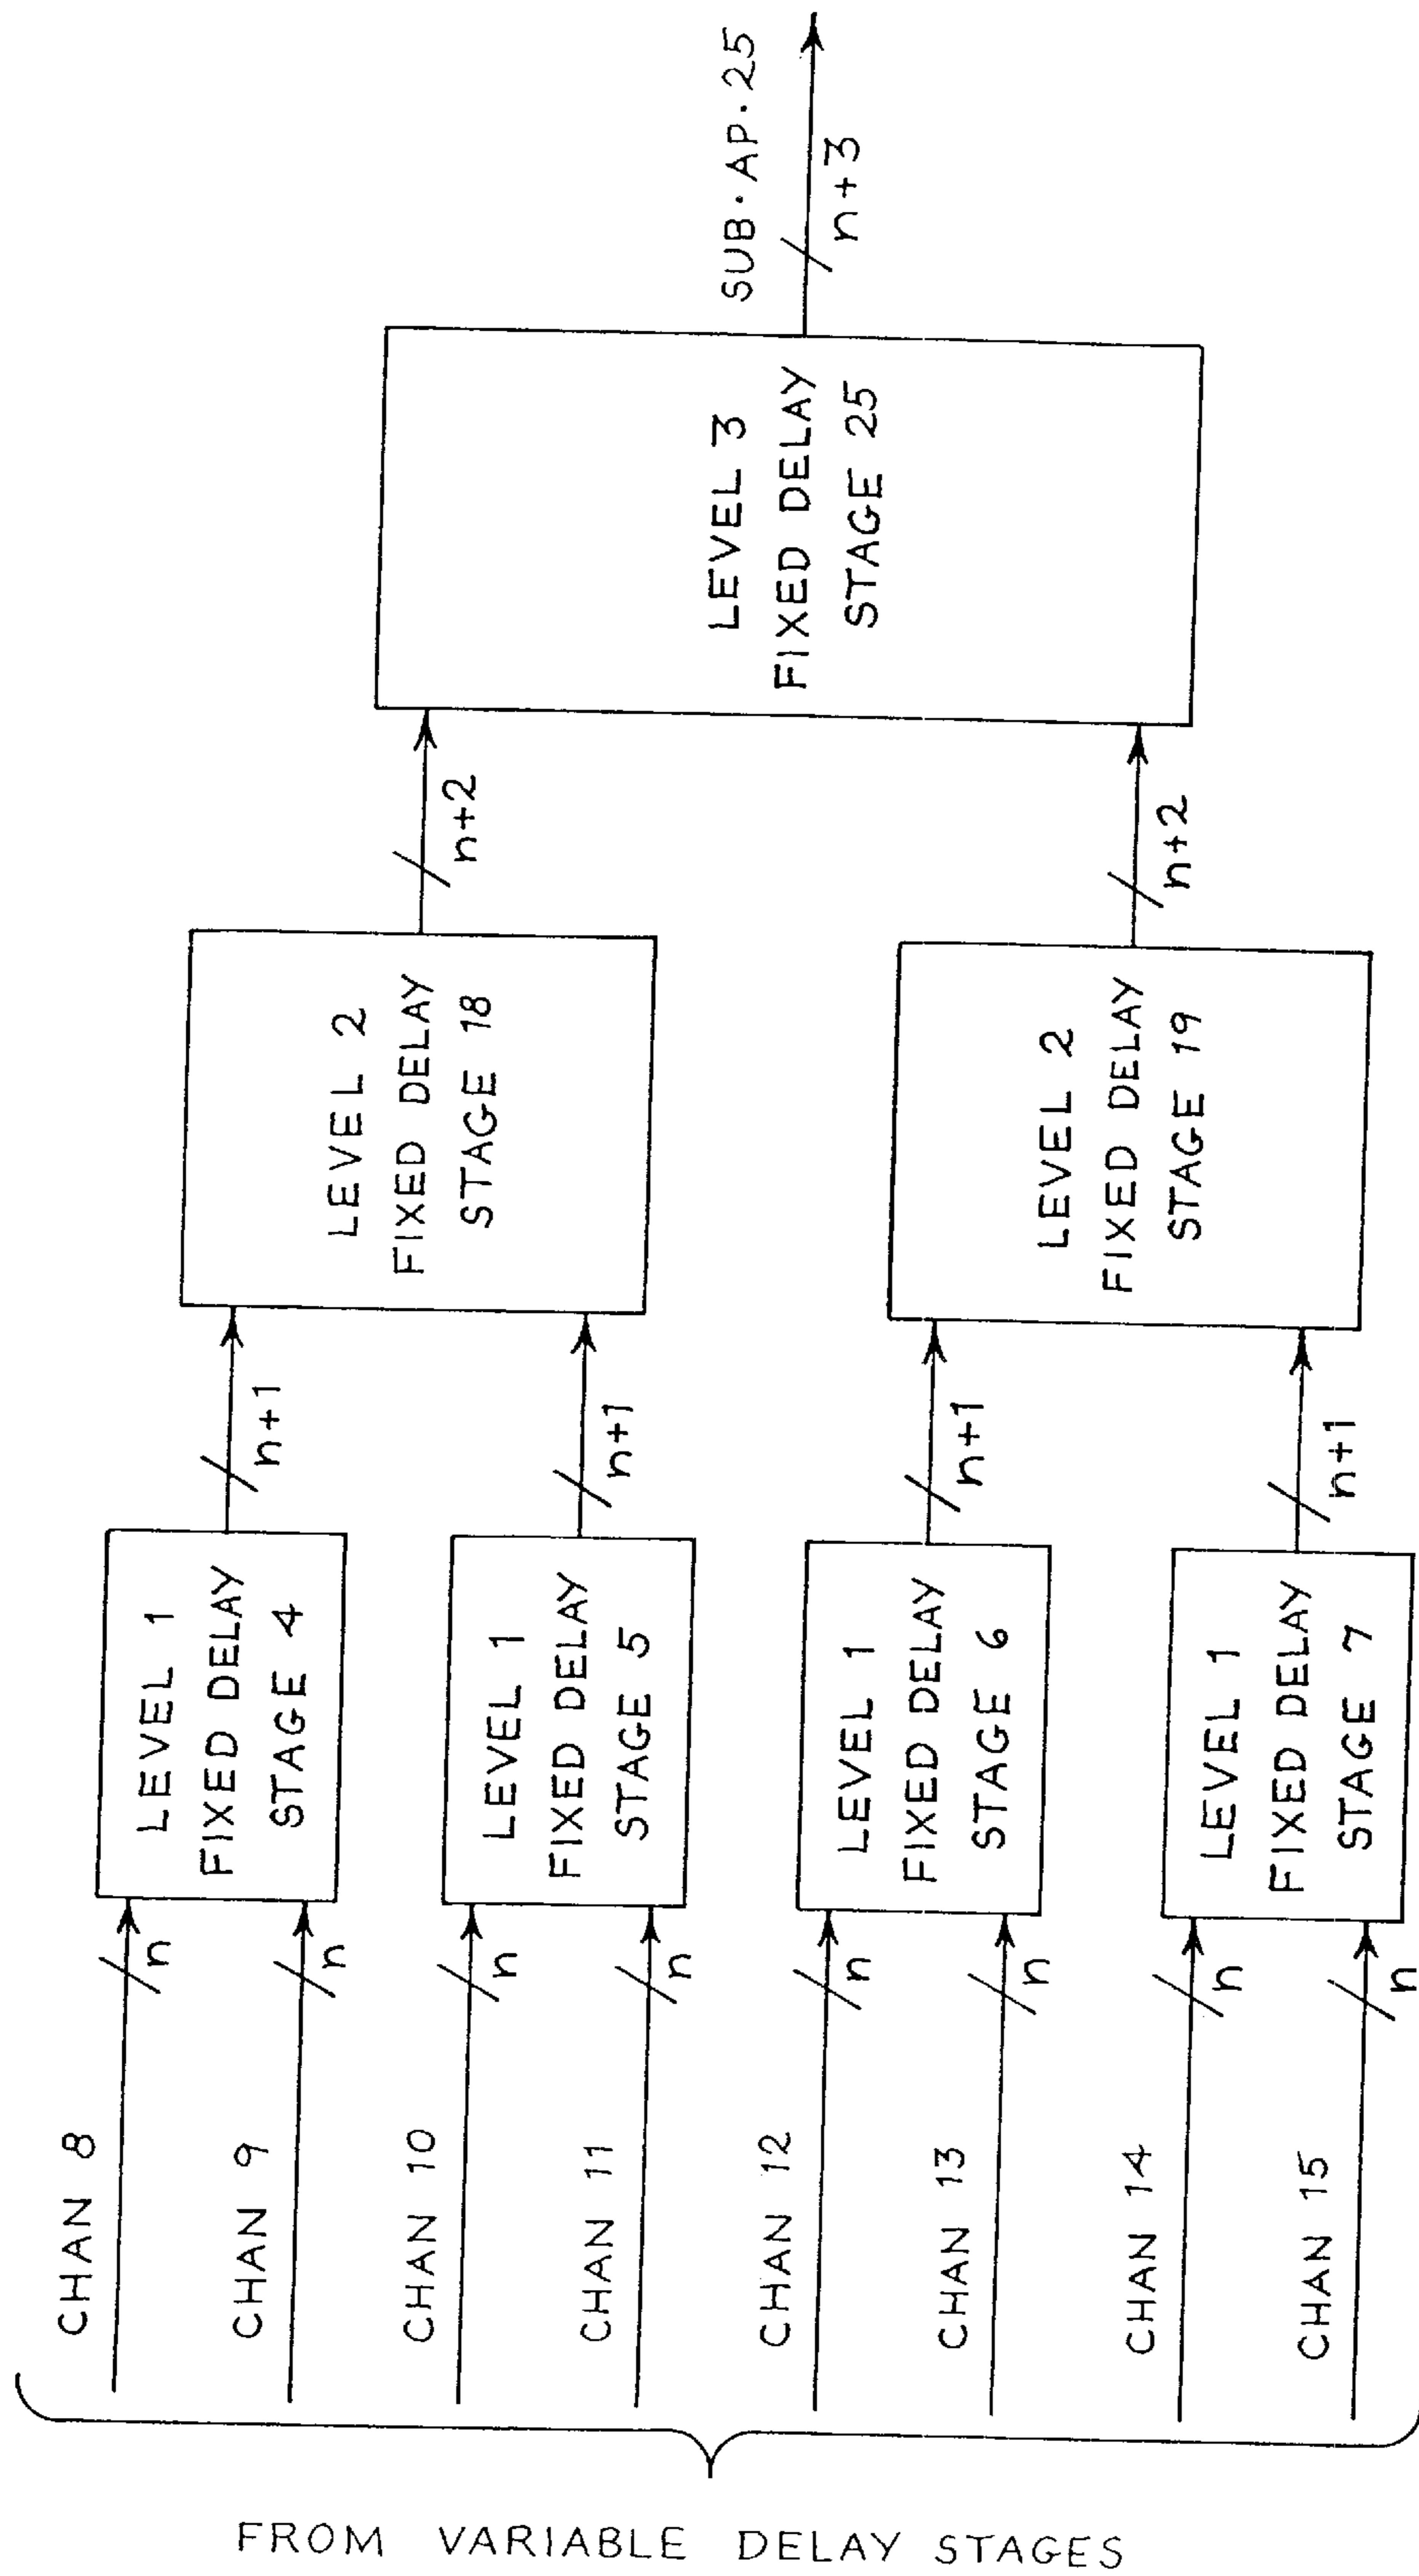 CHAN 8
n
CHAN 9
n
CHAN 10
n
CHAN 11
n
CHAN 12
n
CHAN 13
n
CHAN 14
n
CHAN 15
n
LEVEL 1
FIXED DELAY
STAGE 4
n+1
LEVEL 1
FIXED DELAY
STAGE 5
n+1
LEVEL 1
FIXED DELAY
STAGE 6
n+1
LEVEL 1
FIXED DELAY
STAGE 7
n+1
LEVEL 2
FIXED DELAY
STAGE 18
n+2
LEVEL 2
FIXED DELAY
STAGE 19
n+2
LEVEL 3
FIXED DELAY
STAGE 25
SUB·AP·25
n+3
FROM VARIABLE DELAY STAGES